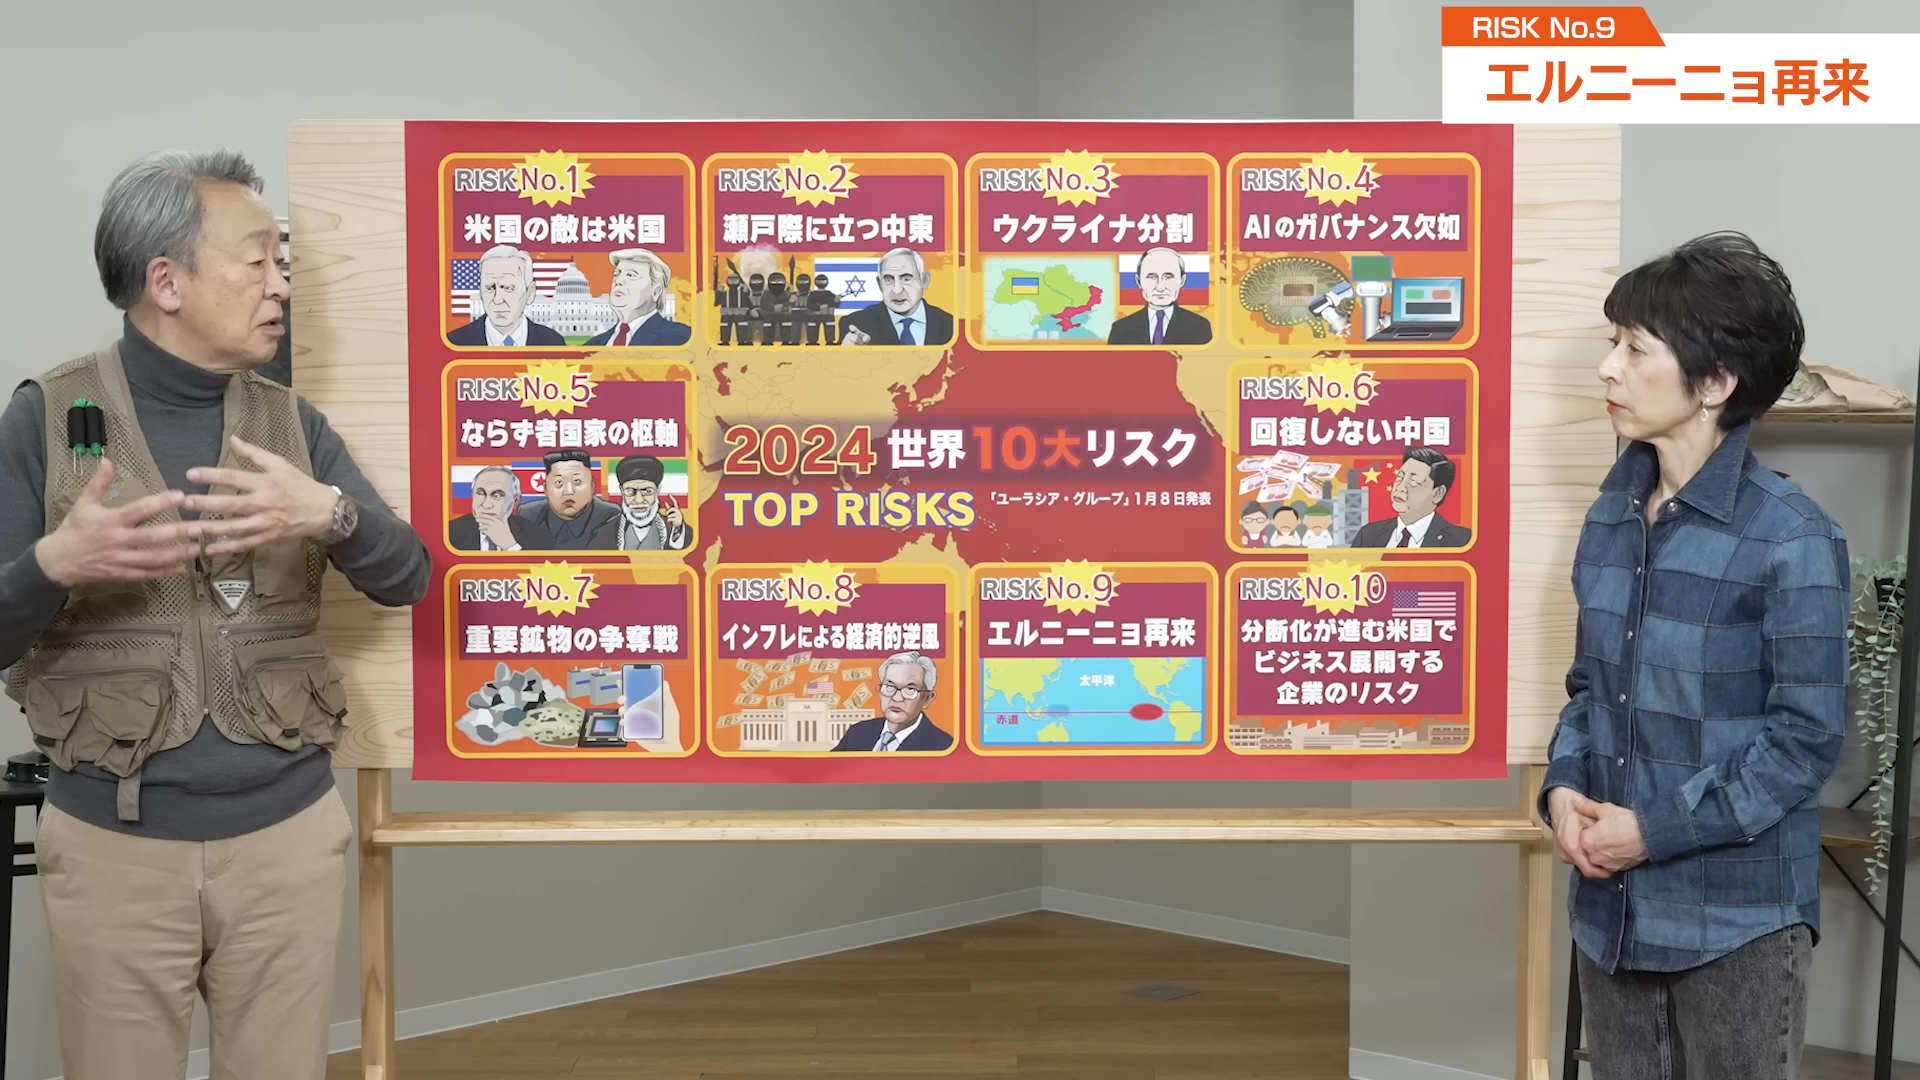 RISK No.9
エルニーニョ再来
RISK No.1
米国の敵は米国
RISK No.2
瀬戸際に立つ中東
RISK No.3
ウクライナ分割
黒海
RISK No.4
AIのガバナンス欠如
RISK No.5
ならず者国家の枢軸
2024 世界10大リスク
TOP RISKS 「ユーラシア・グループ」1月8日発表
RISK No.6
回復しない中国
RISK No.7
重要鉱物の争奪戦
RISK No.8
インフレによる経済的逆風
RISK No.9
エルニーニョ再来
太平洋
赤道
RISK No.10
分断化が進む米国で
ビジネス展開する
企業のリスク